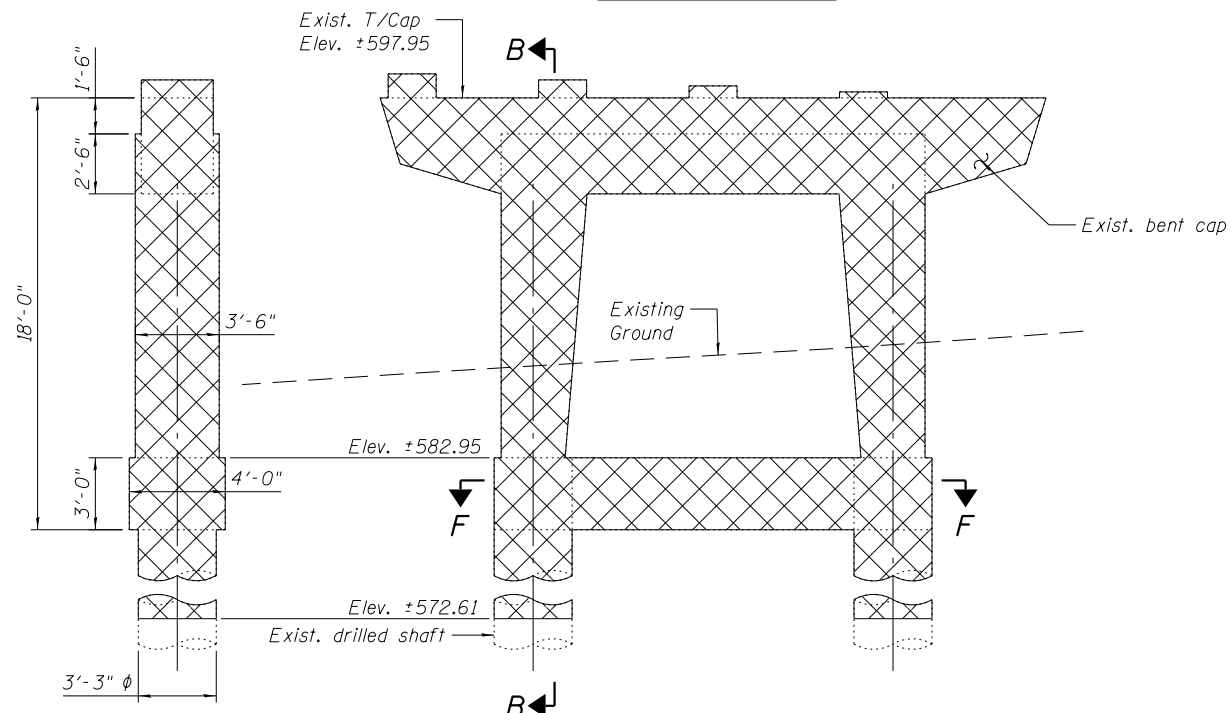 Exist. T/Cap
Elev. ±597.95
B
1'-6"
2'-6"
18'-0"
Exist. bent cap
Existing
Ground
3'-6"
Elev. ±582.95
3'-0"
4'-0"
F
F
Elev. ±572.61
Exist. drilled shaft
3'-3" ϕ
B